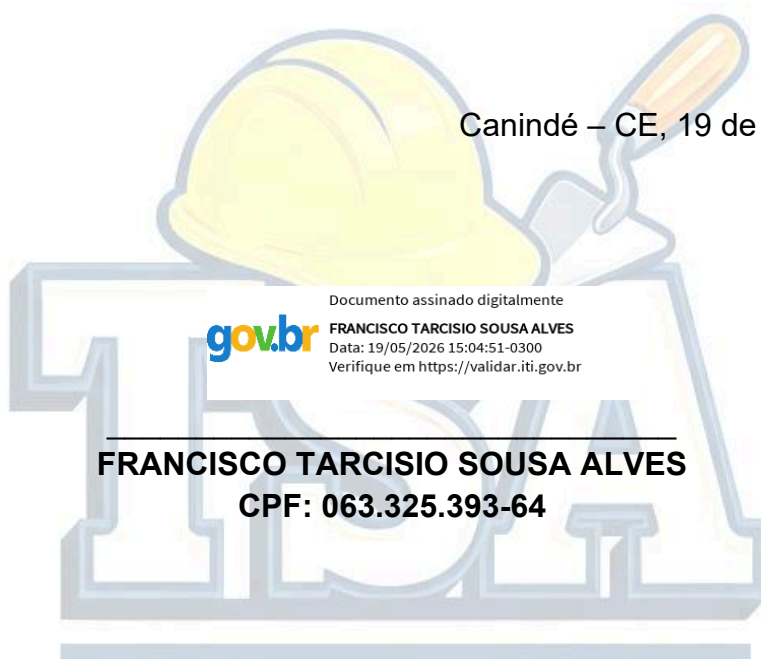 Canindé – CE, 19 de
Documento assinado digitalmente
gov.br
FRANCISCO TARCISIO SOUSA ALVES
Data: 19/05/2026 15:04:51-0300
Verifique em https://validar.iti.gov.br
FRANCISCO TARCISIO SOUSA ALVES
CPF: 063.325.393-64
TSA